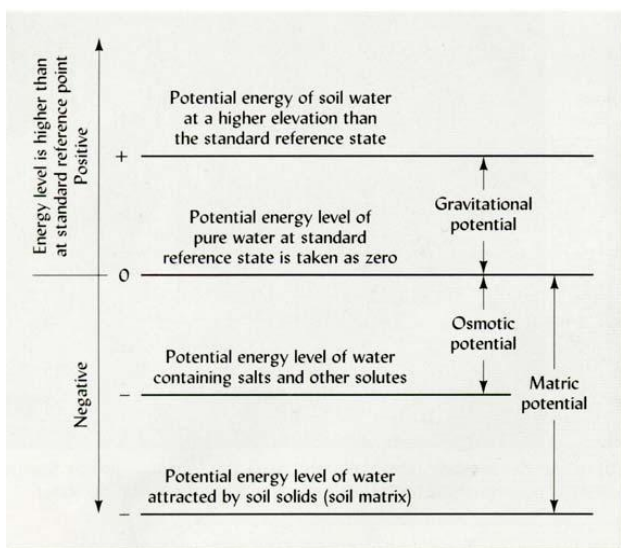 Energy level is higher than
at standard reference point
Positive
Negative
Potential energy of soil water
at a higher elevation than
the standard reference state
+
Gravitational
potential
Potential energy level of
pure water at standard
reference state is taken as zero
0
Osmotic
potential
Potential energy level of water
containing salts and other solutes
–
Matric
potential
Potential energy level of water
attracted by soil solids (soil matrix)
–